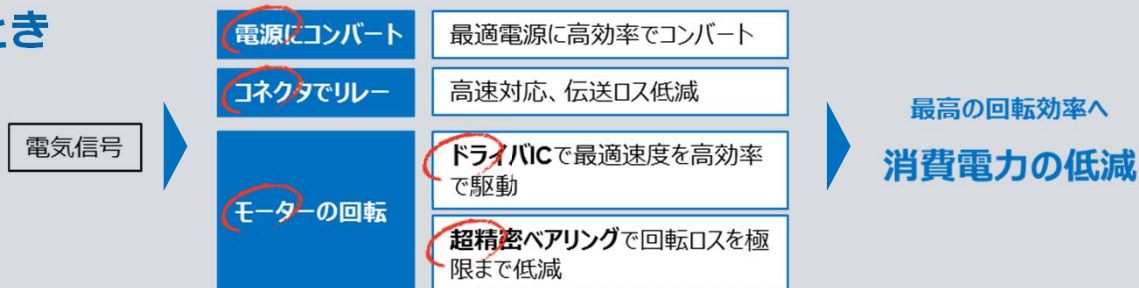 とき
電源にコンバート
最適電源に高効率でコンバート
コネクタでリレー
高速対応、伝送ロス低減
電気信号
モーターの回転
ドライバICで最適速度を高効率
で駆動
超精密ベアリングで回転ロスを極
限まで低減
最高の回転効率へ
消費電力の低減